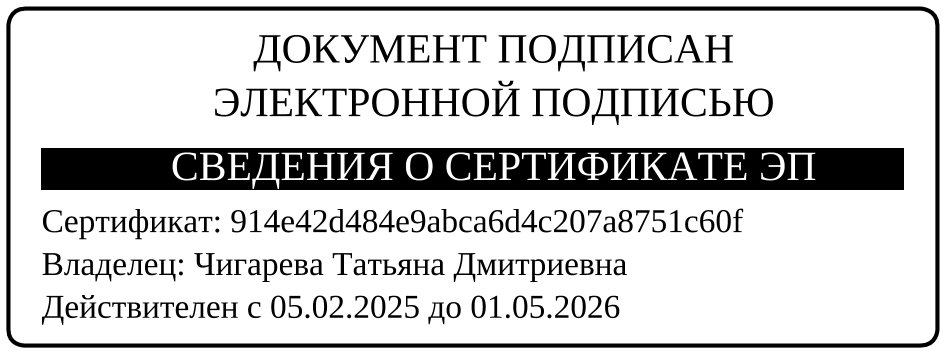 ДОКУМЕНТ ПОДПИСАН
ЭЛЕКТРОННОЙ ПОДПИСЬЮ
СВЕДЕНИЯ О СЕРТИФИКАТЕ ЭП
Сертификат: 914e42d484e9abca6d4c207a8751c60f
Владелец: Чигарева Татьяна Дмитриевна
Действителен с 05.02.2025 до 01.05.2026